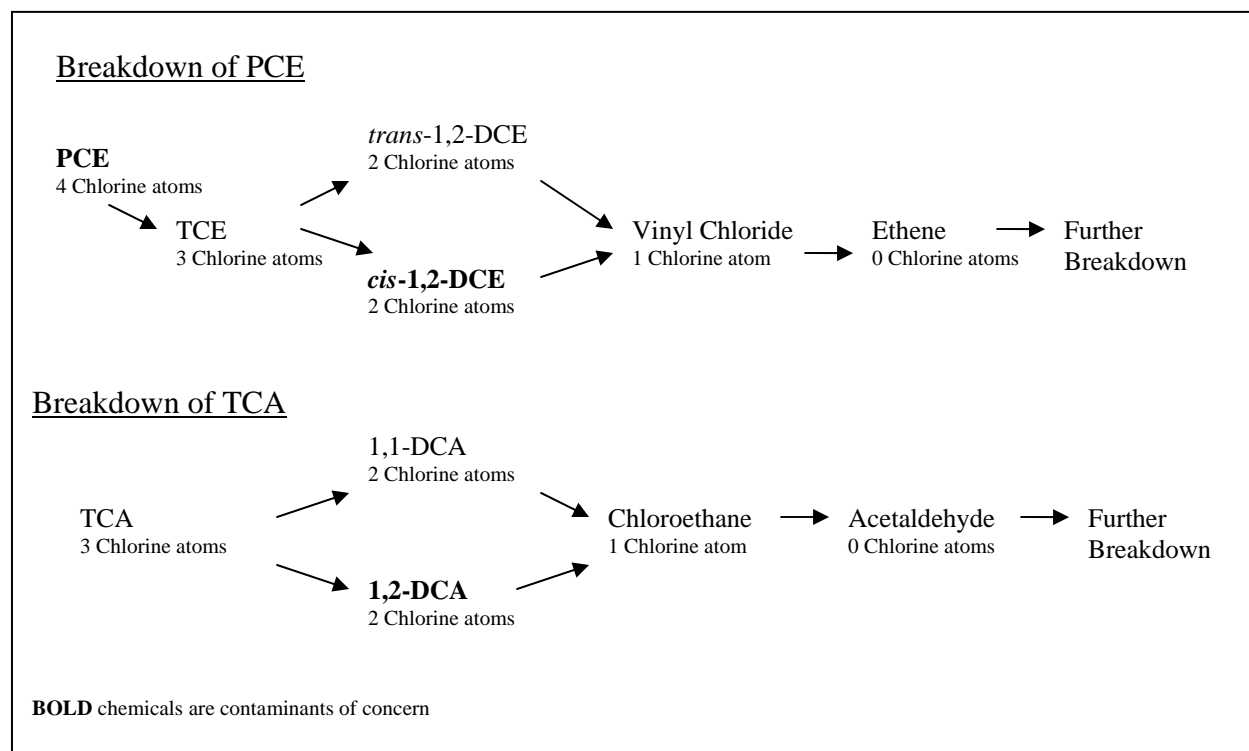 Breakdown of PCE
PCE
4 Chlorine atoms
TCE
3 Chlorine atoms
trans-1,2-DCE
2 Chlorine atoms
cis-1,2-DCE
2 Chlorine atoms
Vinyl Chloride
1 Chlorine atom
Ethene
0 Chlorine atoms
Further
Breakdown
Breakdown of TCA
TCA
3 Chlorine atoms
1,1-DCA
2 Chlorine atoms
1,2-DCA
2 Chlorine atoms
Chloroethane
1 Chlorine atom
Acetaldehyde
0 Chlorine atoms
Further
Breakdown
BOLD chemicals are contaminants of concern